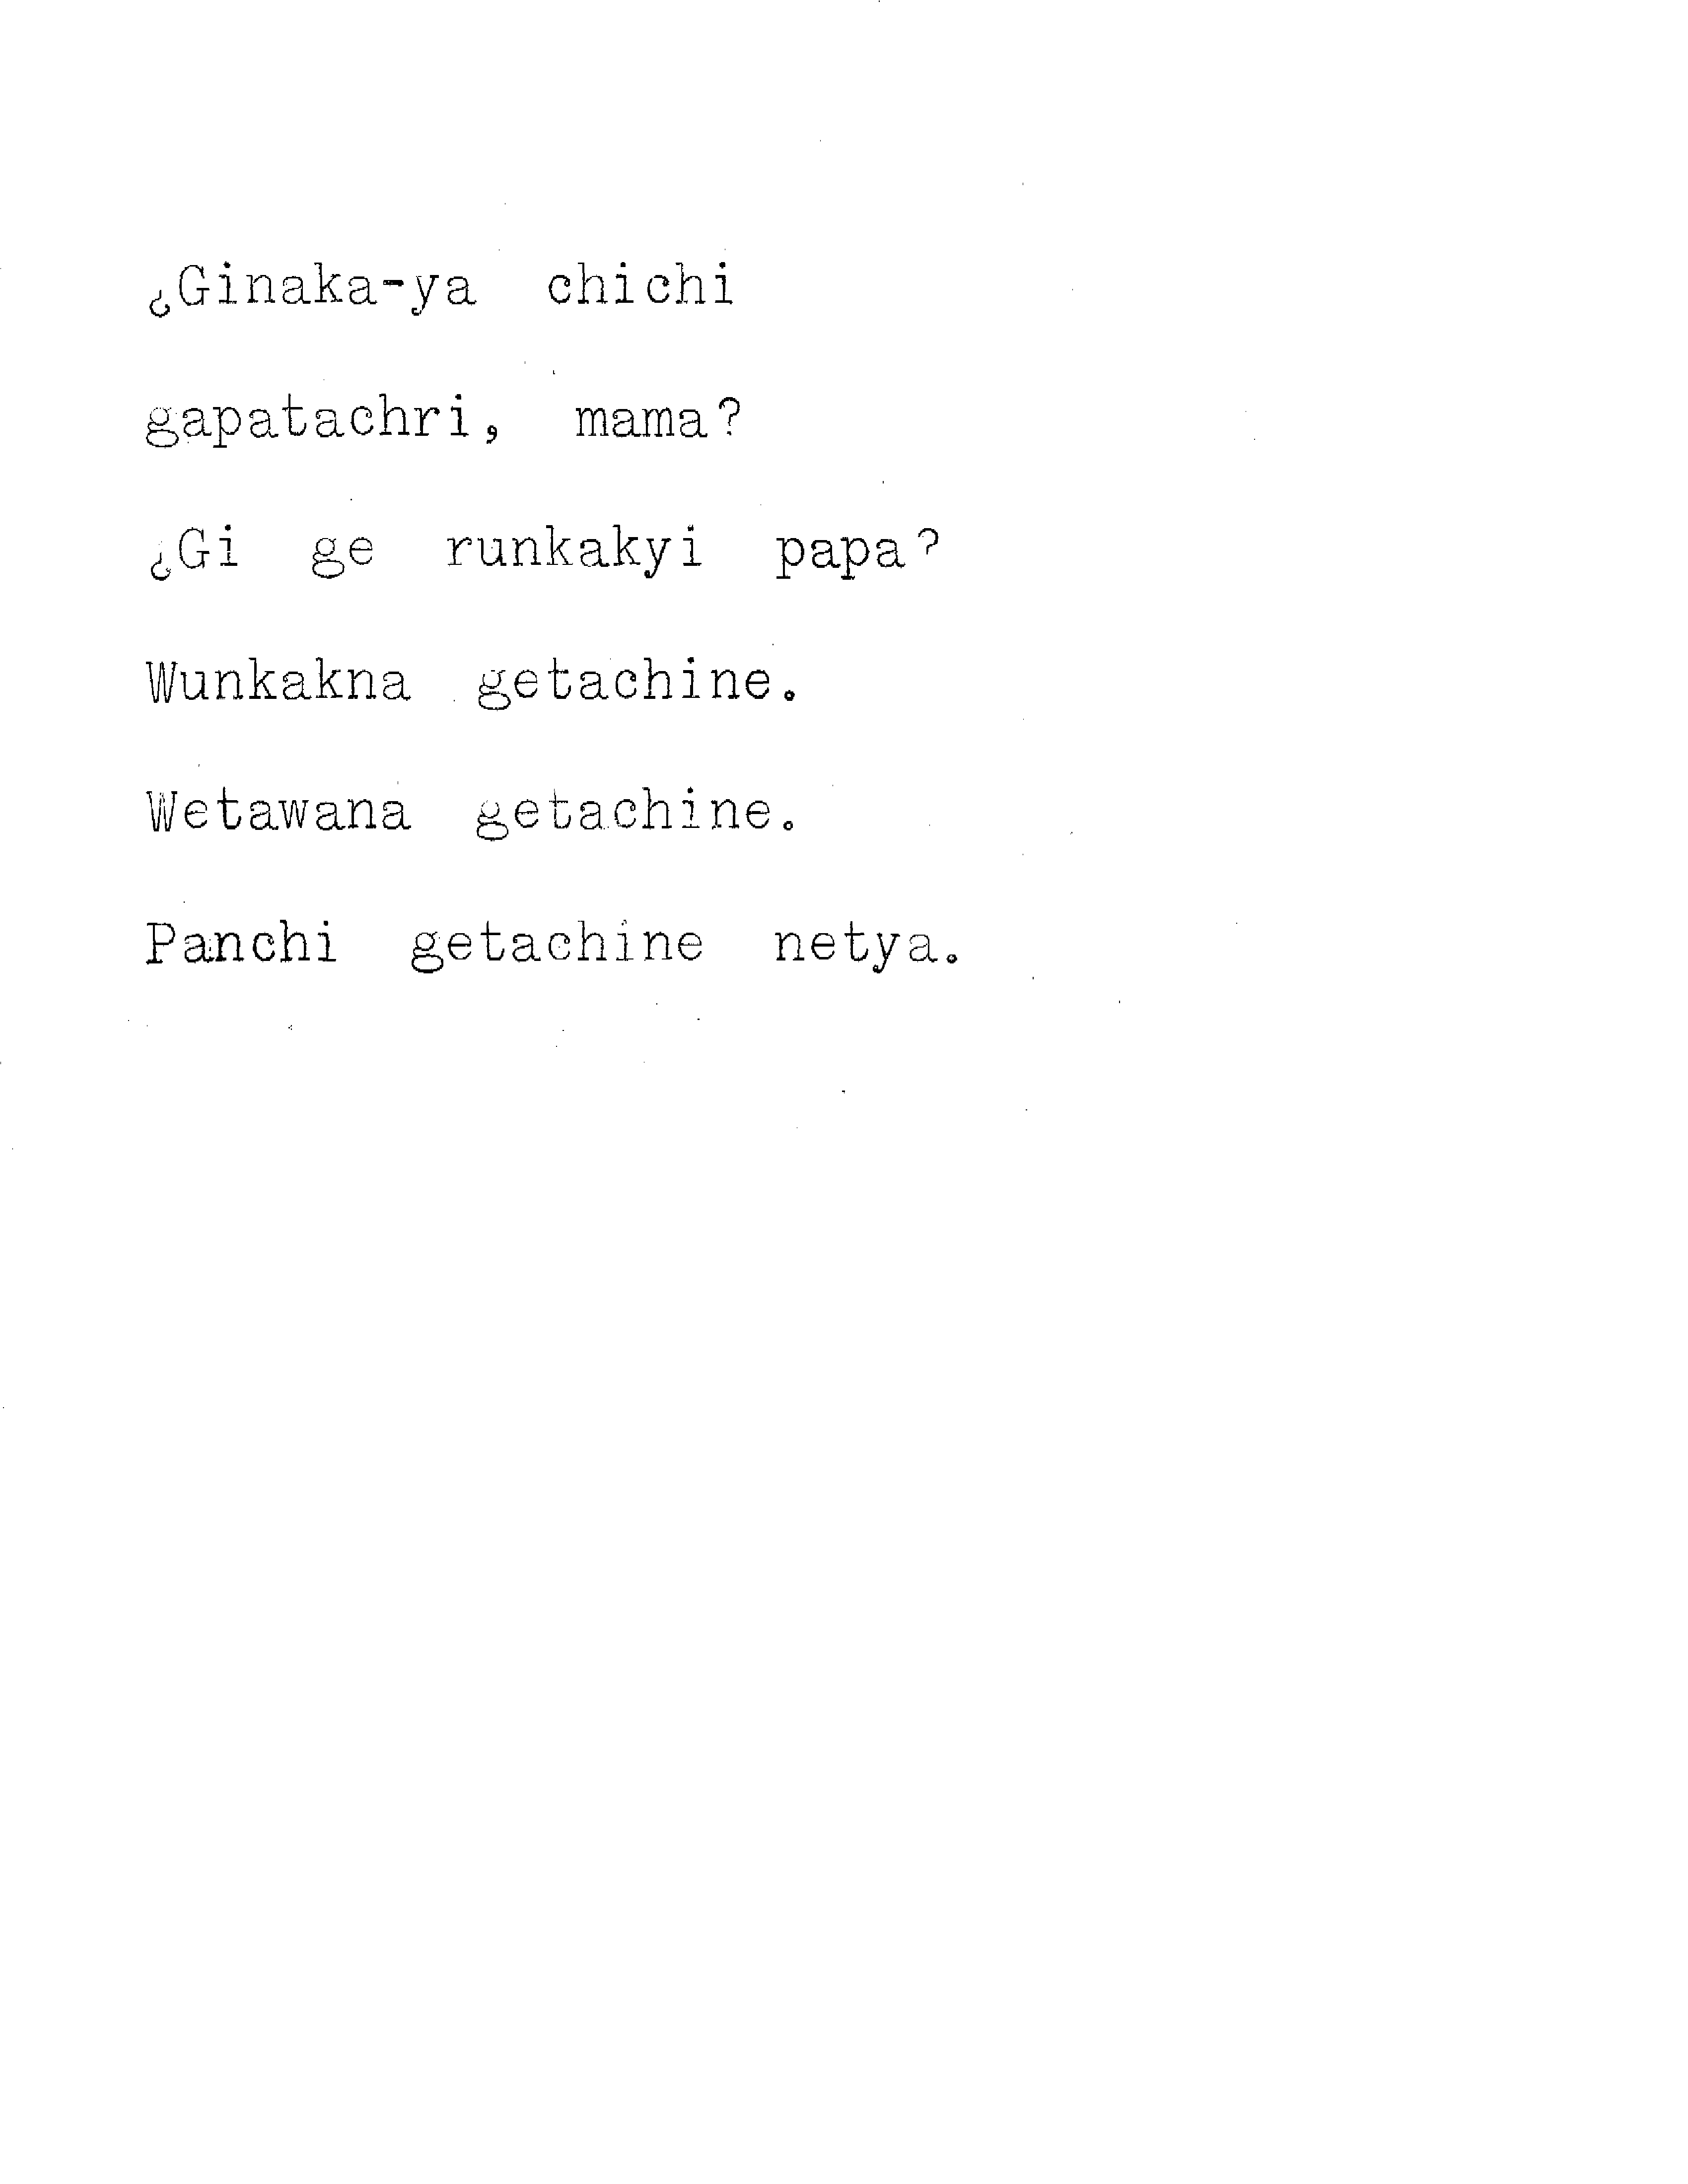 ¿Ginaka-ya chichi
gapatachri, mama?
¿Gi ge runkakyi papa?
Wunkakna getachine.
Wetawana getachine.
Panchi getachine netya.